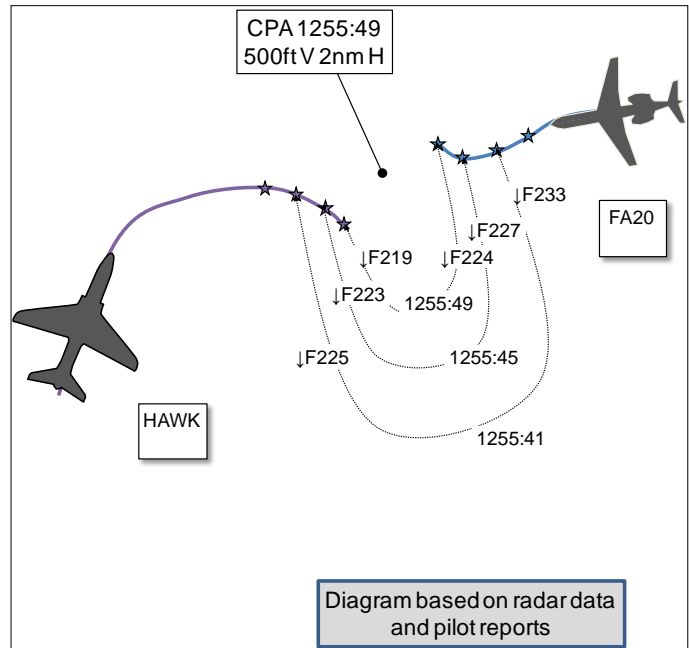 CPA 1255:49
500ft V 2nm H
↓F233
FA20
↓F227
↓F219
↓F224
↓F223
1255:49
↓F225
1255:45
HAWK
1255:41
Diagram based on radar data
and pilot reports